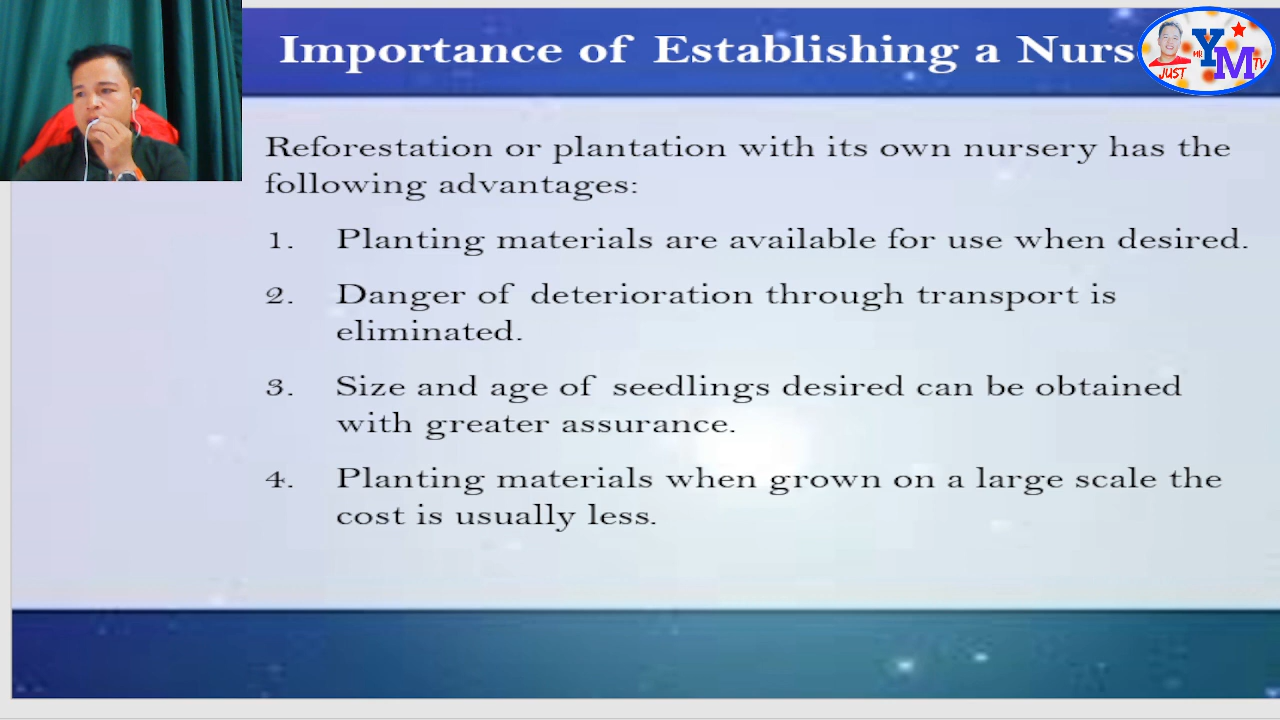 Importance of Establishing a Nurs
JUST
MR
YM
TV
Reforestation or plantation with its own nursery has the
following advantages:
1. Planting materials are available for use when desired.
2. Danger of deterioration through transport is
eliminated.
3. Size and age of seedlings desired can be obtained
with greater assurance.
4. Planting materials when grown on a large scale the
cost is usually less.